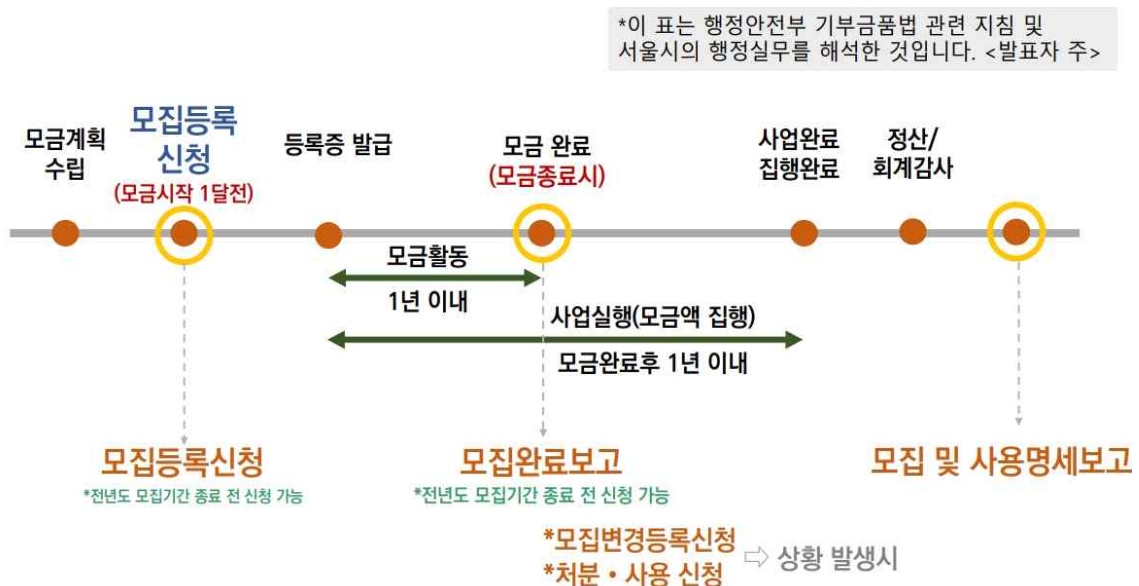 *이 표는 행정안전부 기부금품법 관련 지침 및
서울시의 행정실무를 해석한 것입니다. <발표자 주>
모금계획
수립
모집등록
신청
(모금시작 1달전)
등록증 발급
모금 완료
(모금종료시)
사업완료
집행완료
정산/
회계감사
모금활동
1년 이내
사업실행(모금액 집행)
모금완료후 1년 이내
모집등록신청
*전년도 모집기간 종료 전 신청 가능
모집완료보고
*전년도 모집기간 종료 전 신청 가능
모집 및 사용명세보고
*모집변경등록신청
*처분・사용 신청
⇨ 상황 발생시